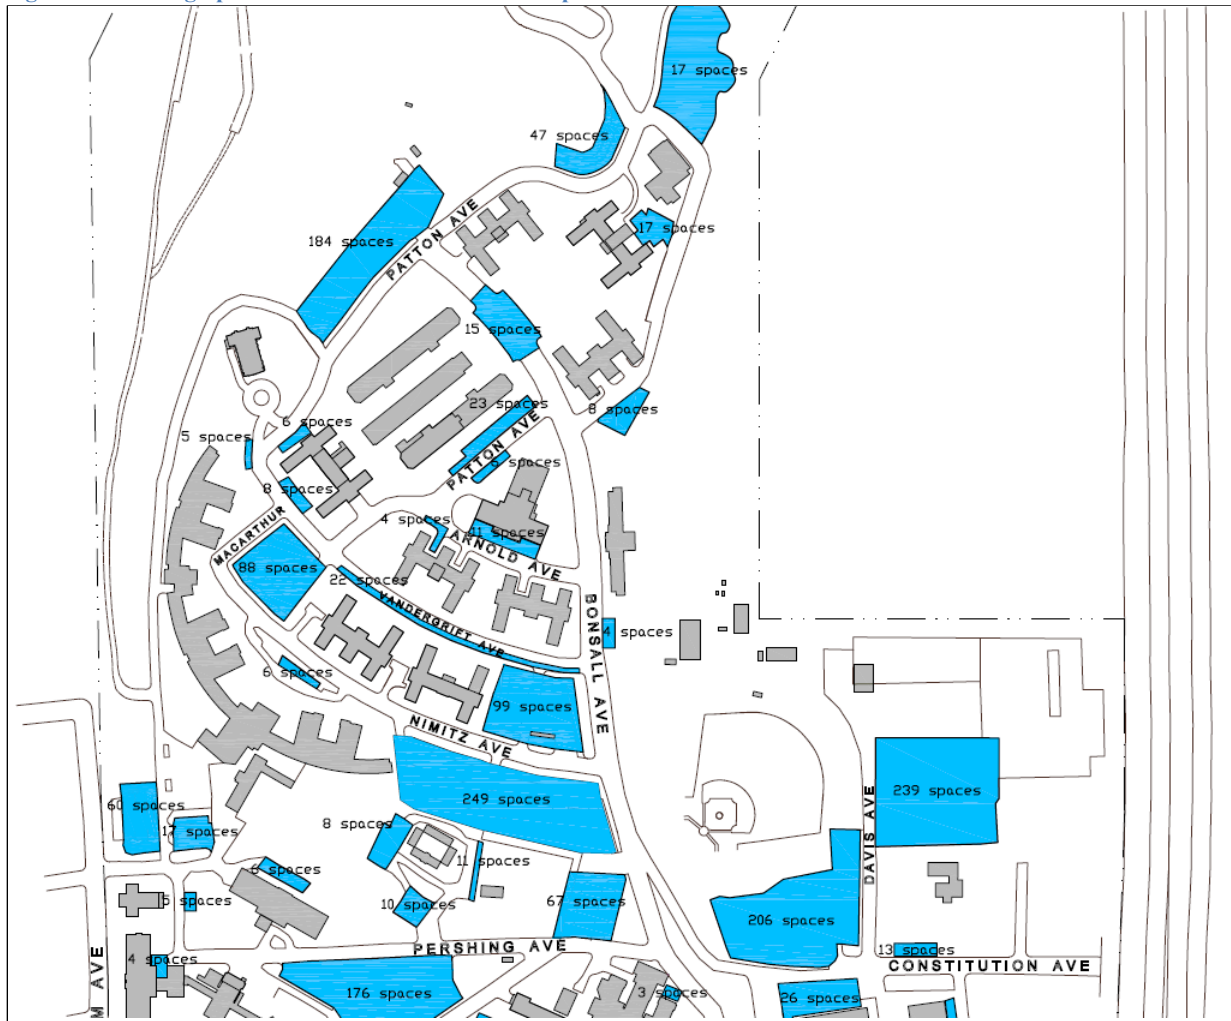 17 spaces
47 spaces
184 spaces
PATTON AVE
17 spaces
15 spaces
23 spaces
8 spaces
6 spaces
5 spaces
PATTON AVE
6 spaces
8 spaces
4 spaces
11 spaces
MACARTHUR
ARNOLD AVE
88 spaces
22 spaces
VANDERGRIFT AVE
BONSALL AVE
4 spaces
6 spaces
99 spaces
NIMITZ AVE
249 spaces
239 spaces
DAVIS AVE
60 spaces
17 spaces
8 spaces
11 spaces
6 spaces
5 spaces
10 spaces
67 spaces
206 spaces
PERSHING AVE
13 spaces
CONSTITUTION AVE
4 spaces
176 spaces
3 spaces
26 spaces
AVE